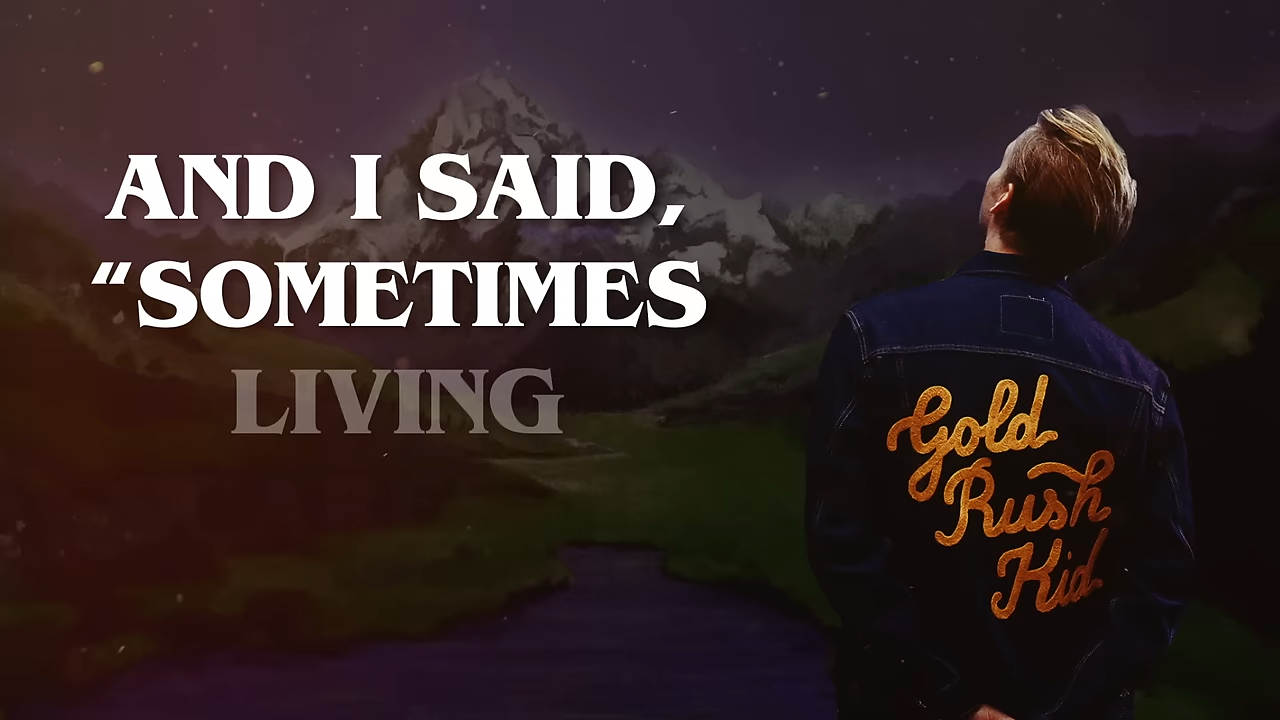 AND I SAID,
“SOMETIMES
LIVING
Gold
Rush
Kid